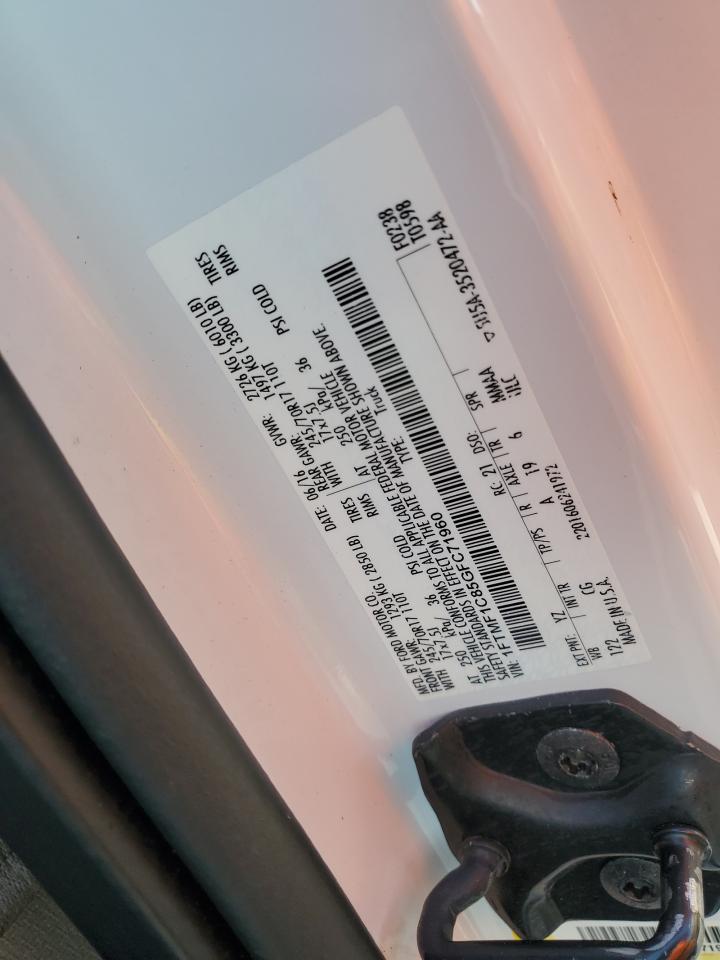 MFD. BY FORD MOTOR CO. DATE: 06/16 GVWR: 2726 KG ( 6010 LB)
FRONT GAWR: 1293 KG ( 2850 LB) REAR GAWR: 1497 KG ( 3300 LB) TIRES
245/70R17 110T TIRES WITH 245/70R17 110T RIMS
WITH 17x7.5J RIMS 17x7.5J
AT 250 kPa/ 36 PSI COLD AT 250 kPa/ 36 PSI COLD
THIS VEHICLE CONFORMS TO ALL APPLICABLE FEDERAL MOTOR VEHICLE
SAFETY STANDARDS IN EFFECT ON THE DATE OF MANUFACTURE SHOWN ABOVE.
VIN: 1FTMF1C85GFC71960 TYPE: Truck
F0238
T0598
EXT PNT: YZ RC: 21 DSO:
WB INT TR TP/PS R AXLE TR SPR
122 CG A 19 6 MMAA
MADE IN U.S.A.
▽5U5A-3520472-AA